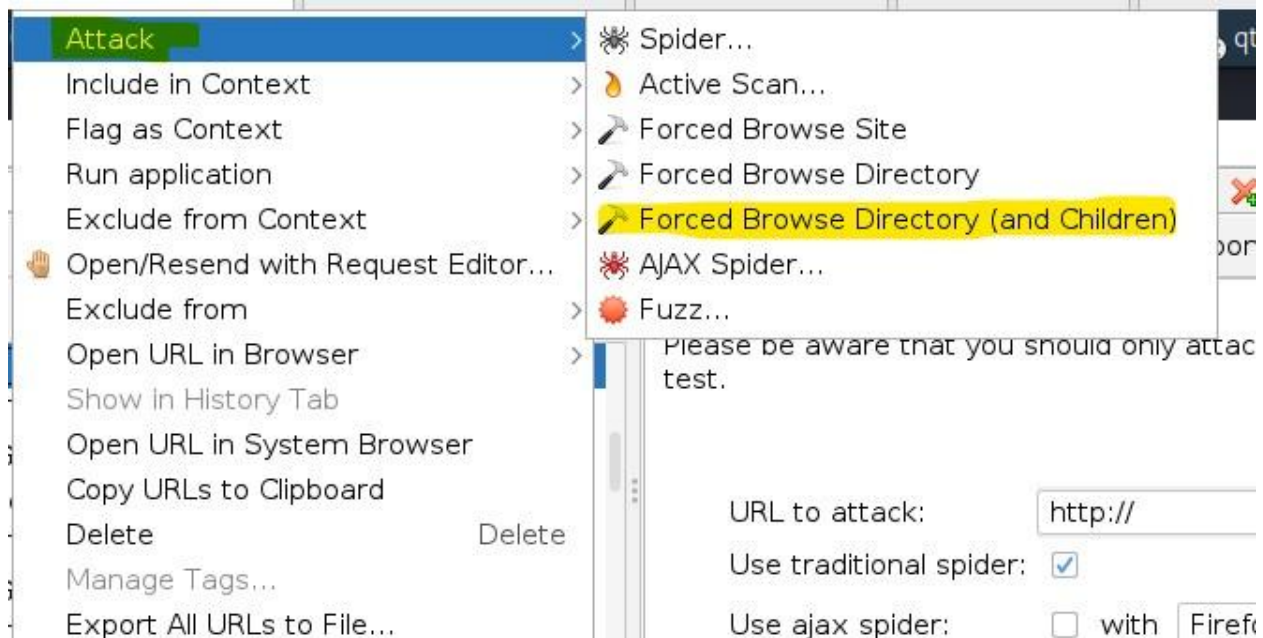 Attack
Include in Context
Flag as Context
Run application
Exclude from Context
Open/Resend with Request Editor...
Exclude from
Open URL in Browser
Show in History Tab
Open URL in System Browser
Copy URLs to Clipboard
Delete Delete
Manage Tags...
Export All URLs to File...
Spider...
Active Scan...
Forced Browse Site
Forced Browse Directory
Forced Browse Directory (and Children)
AJAX Spider...
Fuzz...
qt
Please be aware that you should only attac
test.
URL to attack: http://
Use traditional spider:
Use ajax spider: with Firefo